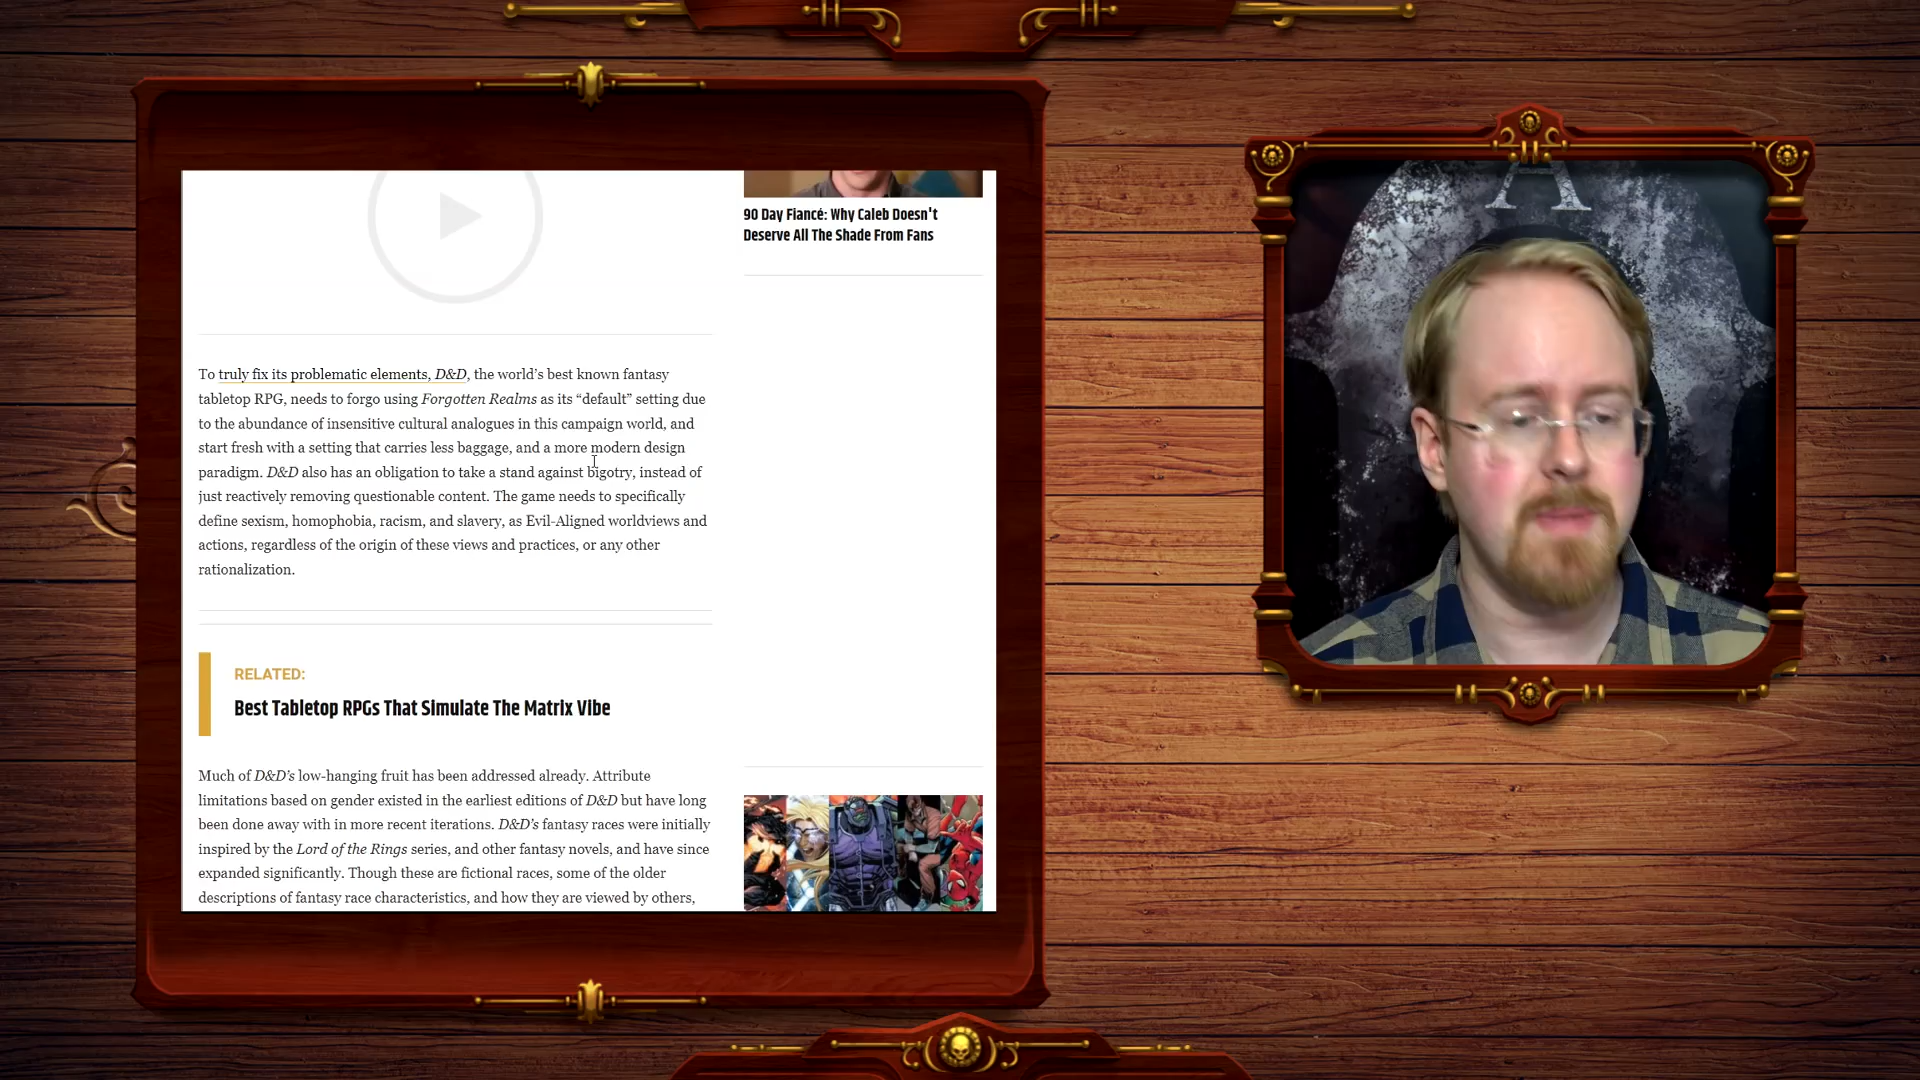 90 Day Fiancé: Why Caleb Doesn't
Deserve All The Shade From Fans
To truly fix its problematic elements, D&D, the world's best known fantasy
tabletop RPG, needs to forgo using Forgotten Realms as its “default” setting due
to the abundance of insensitive cultural analogues in this campaign world, and
start fresh with a setting that carries less baggage, and a more modern design
paradigm. D&D also has an obligation to take a stand against bigotry, instead of
just reactively removing questionable content. The game needs to specifically
define sexism, homophobia, racism, and slavery, as Evil-Aligned worldviews and
actions, regardless of the origin of these views and practices, or any other
rationalization.
RELATED:
Best Tabletop RPGs That Simulate The Matrix Vibe
Much of D&D's low-hanging fruit has been addressed already. Attribute
limitations based on gender existed in the earliest editions of D&D but have long
been done away with in more recent iterations. D&D's fantasy races were initially
inspired by the Lord of the Rings series, and other fantasy novels, and have since
expanded significantly. Though these are fictional races, some of the older
descriptions of fantasy race characteristics, and how they are viewed by others,
A